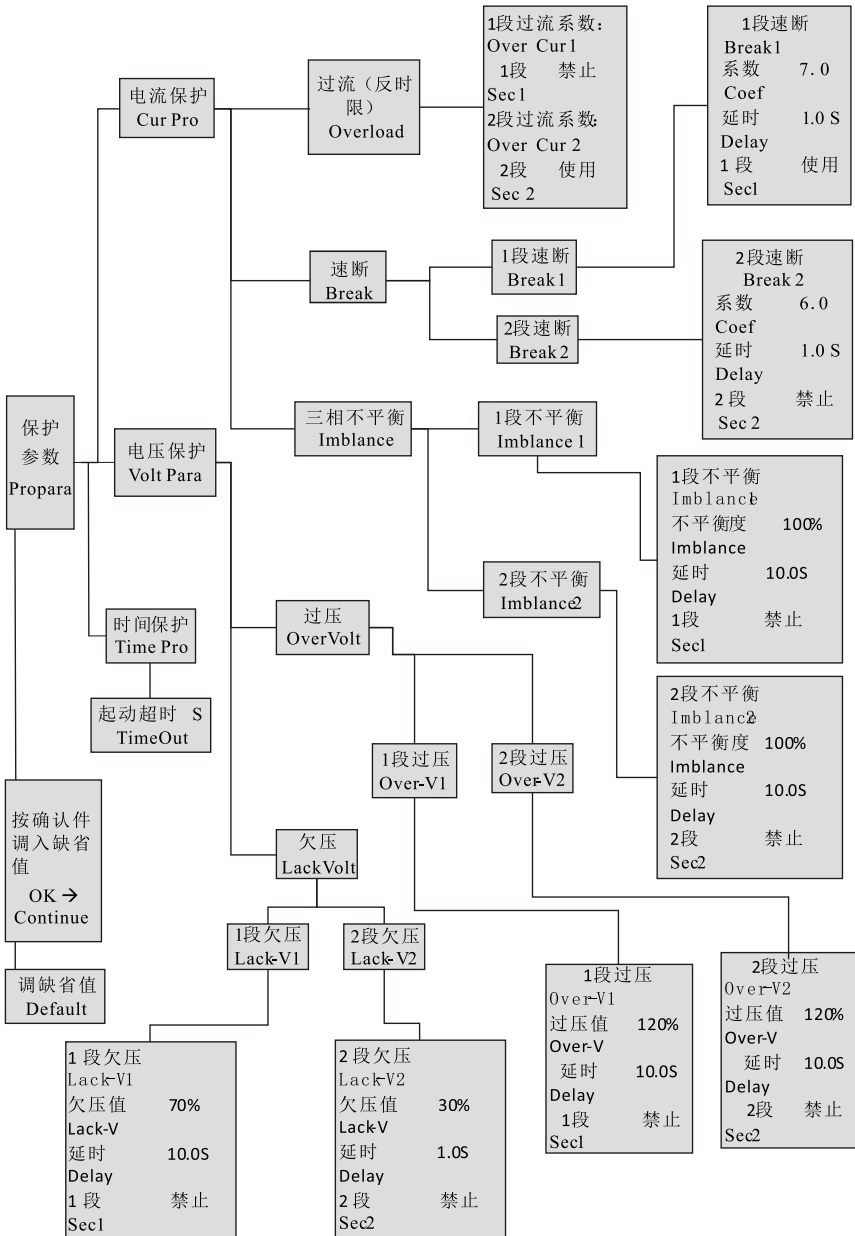 电流保护
Cur Pro
过流（反时
限）
Overload
1段过流系数:
Over Cur 1
1段 禁止
Sec 1
2段过流系数:
Over Cur 2
2段 使用
Sec 2
1段速断
Break1
系数 7.0
Coef
延时 1.0 S
Delay
1 段 使用
Sec1
速断
Break
1段速断
Break1
2段速断
Break2
2段速断
Break 2
系数 6.0
Coef
延时 1.0 S
Delay
2 段 禁止
Sec 2
保护
参数
Propara
电压保护
Volt Para
三相不平衡
Imblance
1段不平衡
Imblance 1
1段不平衡
Imblance1
不平衡度 100%
Imblance
延时 10.0S
Delay
1段 禁止
Sec1
2段不平衡
Imblance2
时间保护
Time Pro
起动超时 S
TimeOut
过压
OverVolt
2段不平衡
Imblance2
不平衡度 100%
Imblance
延时 10.0S
Delay
2段 禁止
Sec2
1段过压
Over-V1
2段过压
Over-V2
按确认件
调入缺省
值
OK →
Continue
欠压
LackVolt
1段欠压
Lack-V1
2段欠压
Lack-V2
调缺省值
Default
1段过压
Over-V1
过压值 120%
Over-V
延时 10.0S
Delay
1段 禁止
Sec1
2段过压
Over-V2
过压值 120%
Over-V
延时 10.0S
Delay
2段 禁止
Sec2
1 段欠压
Lack-V1
欠压值 70%
Lack-V
延时 10.0S
Delay
1 段 禁止
Sec1
2 段欠压
Lack-V2
欠压值 30%
Lack-V
延时 1.0S
Delay
2 段 禁止
Sec2